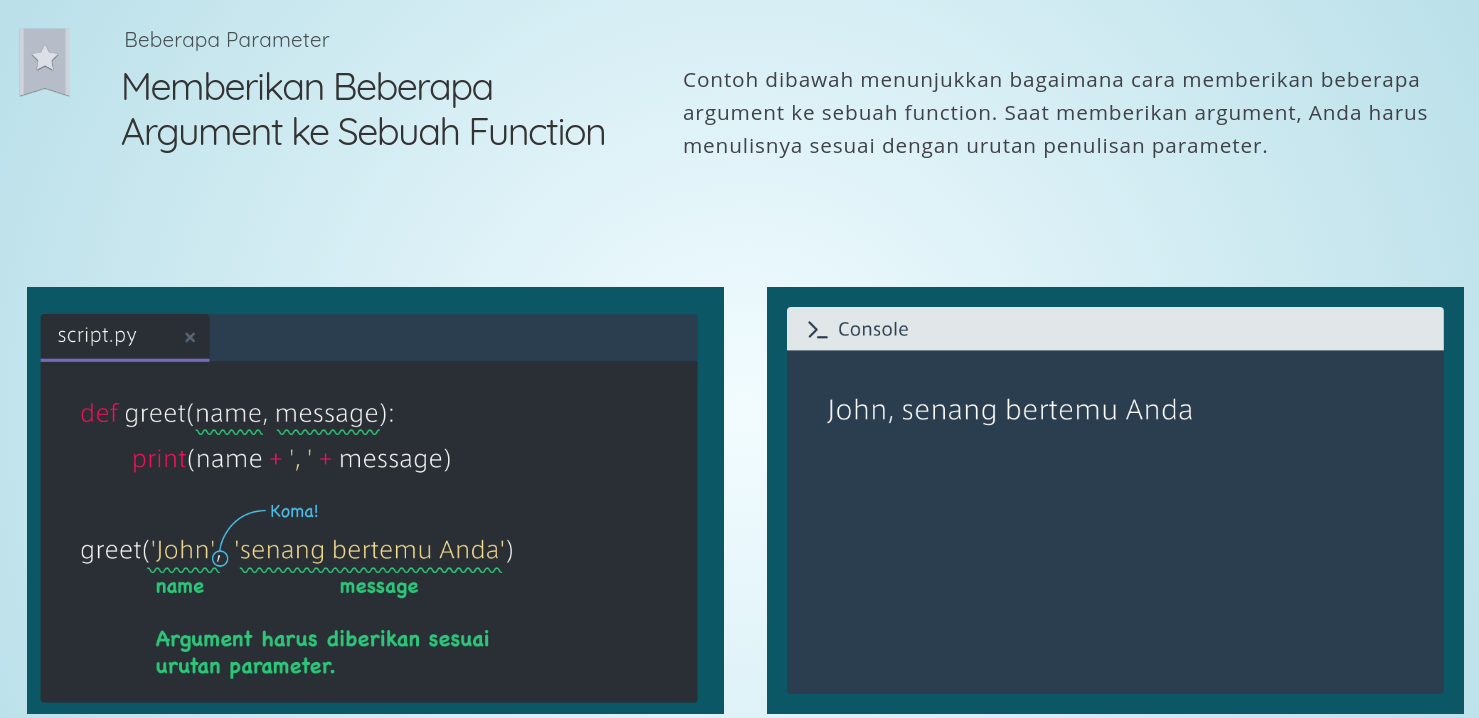 Beberapa Parameter
Memberikan Beberapa
Argument ke Sebuah Function
Contoh dibawah menunjukkan bagaimana cara memberikan beberapa
argument ke sebuah function. Saat memberikan argument, Anda harus
menulisnya sesuai dengan urutan penulisan parameter.
script.py ×
def greet(name, message):
print(name + ', ' + message)
Koma!
greet('John', 'senang bertemu Anda')
name message
Argument harus diberikan sesuai
urutan parameter.
>_ Console
John, senang bertemu Anda